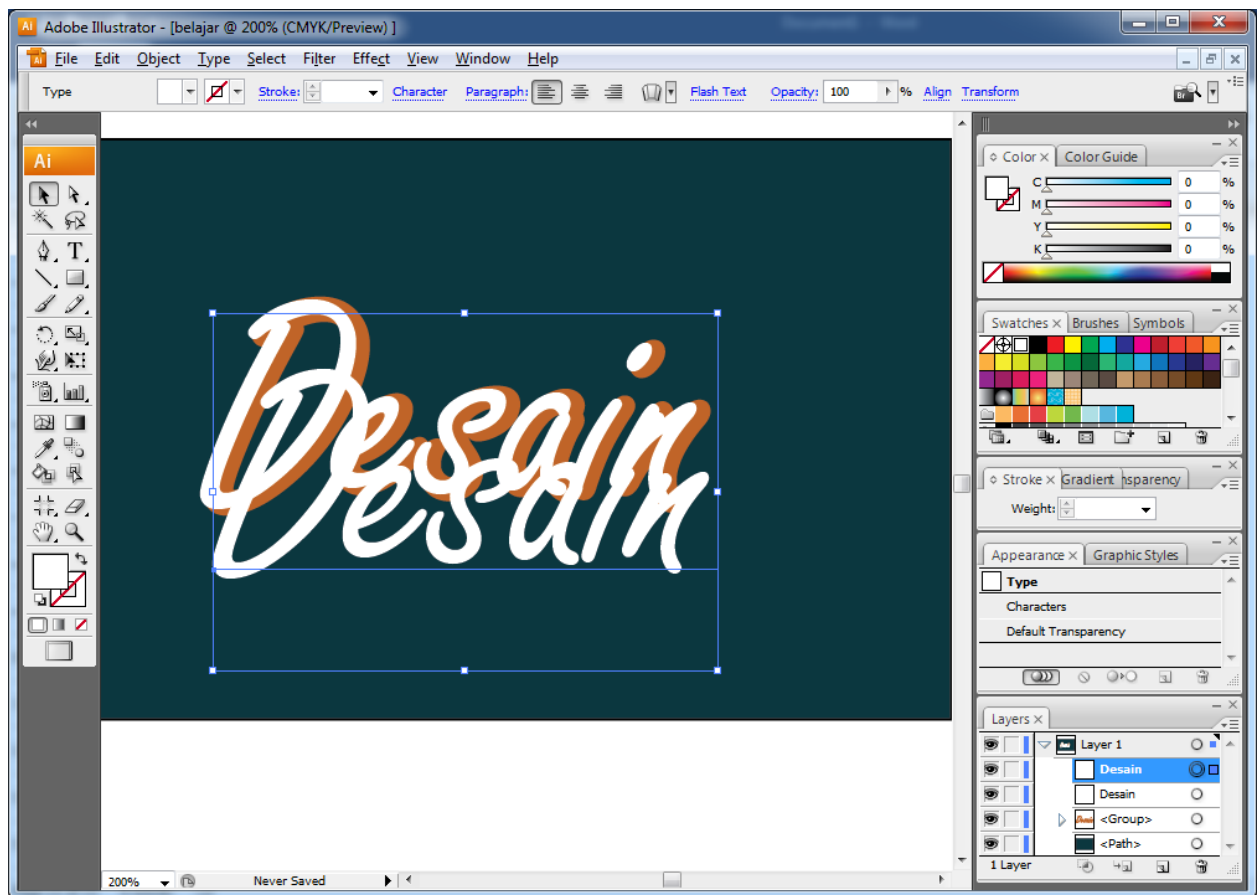 Adobe Illustrator - [belajar @ 200% (CMYK/Preview) ]
File Edit Object Type Select Filter Effect View Window Help
Type Stroke: Character Paragraph: Flash Text Opacity: 100 % Align Transform
Ai
Color × Color Guide
C 0 %
M 0 %
Y 0 %
K 0 %
Swatches × Brushes Symbols
Desain
Desain
Stroke × Gradient nsparency
Weight:
Appearance × Graphic Styles
Type
Characters
Default Transparency
Layers ×
Layer 1
Desain
Desain
<Group>
<Path>
1 Layer
200% Never Saved